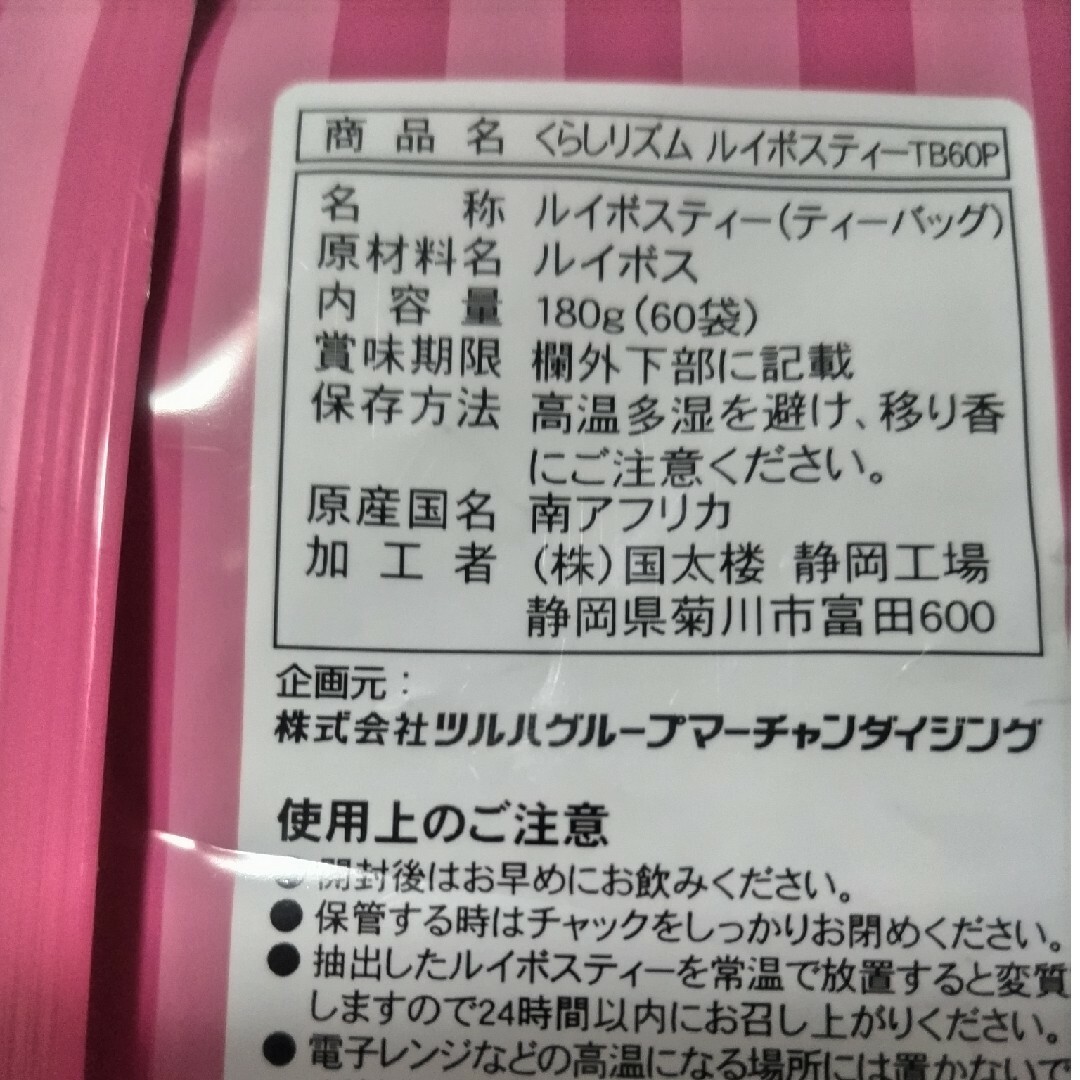 商品名 くらしリズム ルイボスティーTB60P
名称 ルイボスティー(ティーバッグ)
原材料名 ルイボス
内容量 180g(60袋)
賞味期限 欄外下部に記載
保存方法 高温多湿を避け、移り香
にご注意ください。
原産国名 南アフリカ
加工者 (株)国太楼 静岡工場
静岡県菊川市富田600
企画元:
株式会社ツルハグループマーチャンダイジング
使用上のご注意
●開封後はお早めにお飲みください。
●保管する時はチャックをしっかりお閉めください。
●抽出したルイボスティーを常温で放置すると変質
しますので24時間以内にお召し上がりください。
●電子レンジなどの高温になる場所には置かないで